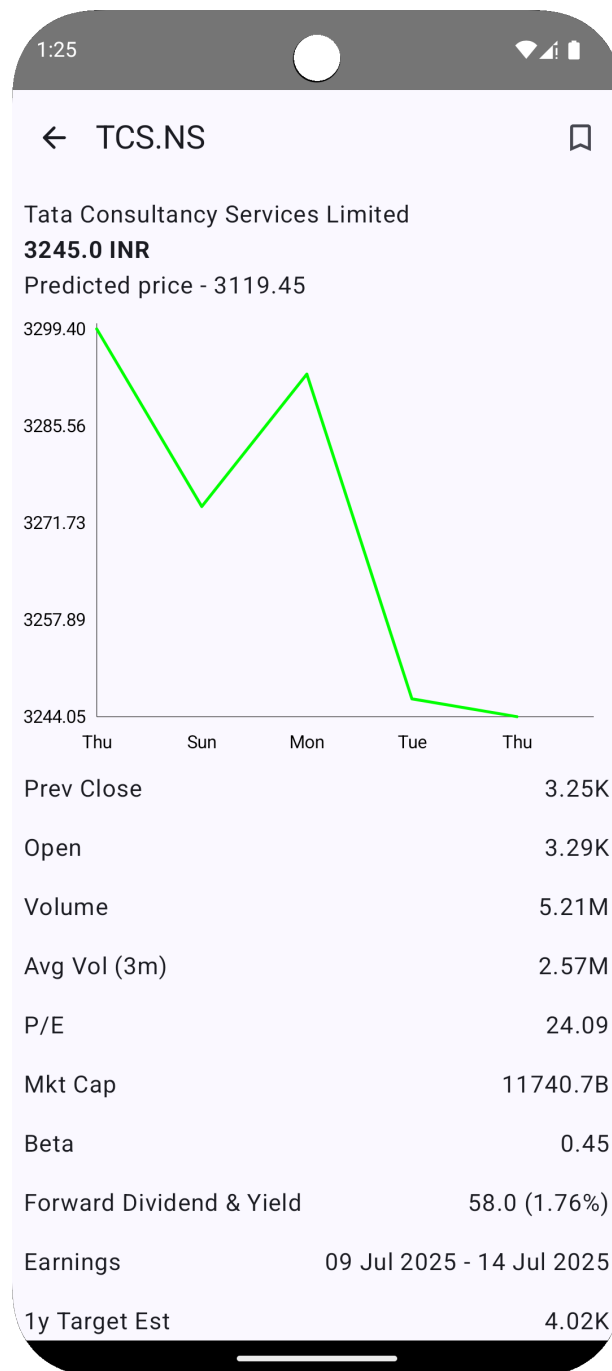 1:25
TCS.NS
Tata Consultancy Services Limited
3245.0 INR
Predicted price - 3119.45
3299.40
3285.56
3271.73
3257.89
3244.05
Thu Sun Mon Tue Thu
Prev Close 3.25K
Open 3.29K
Volume 5.21M
Avg Vol (3m) 2.57M
P/E 24.09
Mkt Cap 11740.7B
Beta 0.45
Forward Dividend & Yield 58.0 (1.76%)
Earnings 09 Jul 2025 - 14 Jul 2025
1y Target Est 4.02K